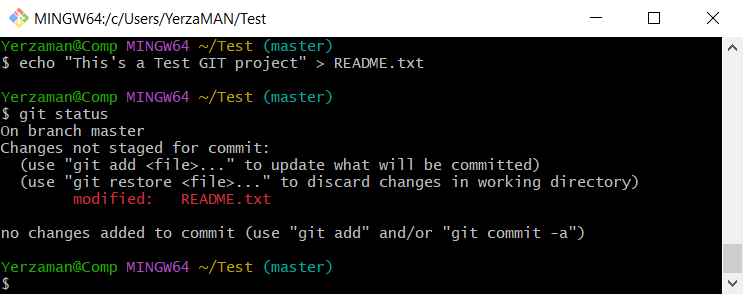 MINGW64:/c/Users/YerzaMAN/Test
Yerzaman@Comp MINGW64 ~/Test (master)
$ echo "This's a Test GIT project" > README.txt
Yerzaman@Comp MINGW64 ~/Test (master)
$ git status
On branch master
Changes not staged for commit:
  (use "git add <file>..." to update what will be committed)
  (use "git restore <file>..." to discard changes in working directory)
        modified:   README.txt
no changes added to commit (use "git add" and/or "git commit -a")
Yerzaman@Comp MINGW64 ~/Test (master)
$